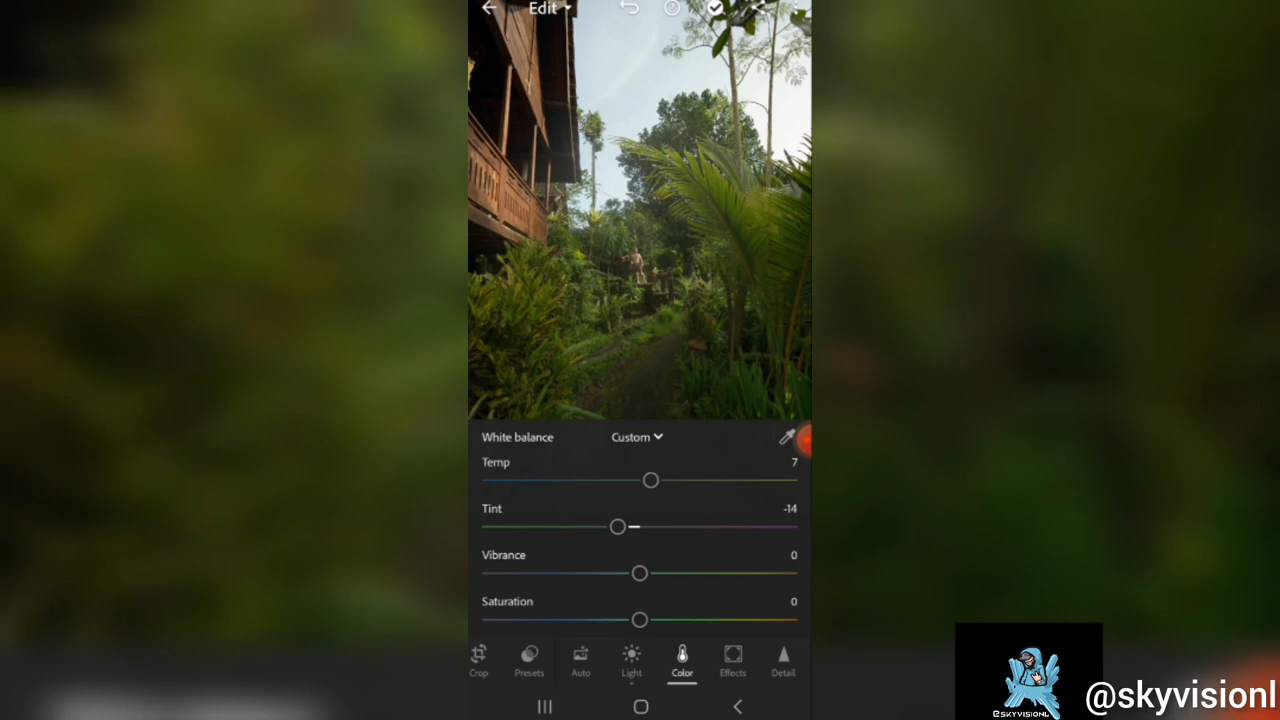 Edit
White balance Custom
Temp 7
Tint -14
Vibrance 0
Saturation 0
Crop Presets Auto Light Color Effects Detail
@SKYVISIONL
@skyvisionl